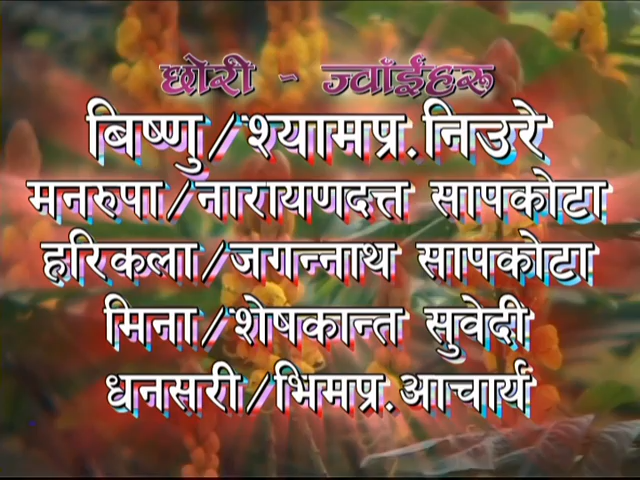 छोरी - ज्वाँईहरू
बिष्णु/श्यामप्र.निउरे
मनरुपा/नारायणदत्त सापकोटा
हरिकला/जगन्नाथ सापकोटा
मिना/शेषकान्त सुवेदी
धनसरी/भिमप्र.आचार्य